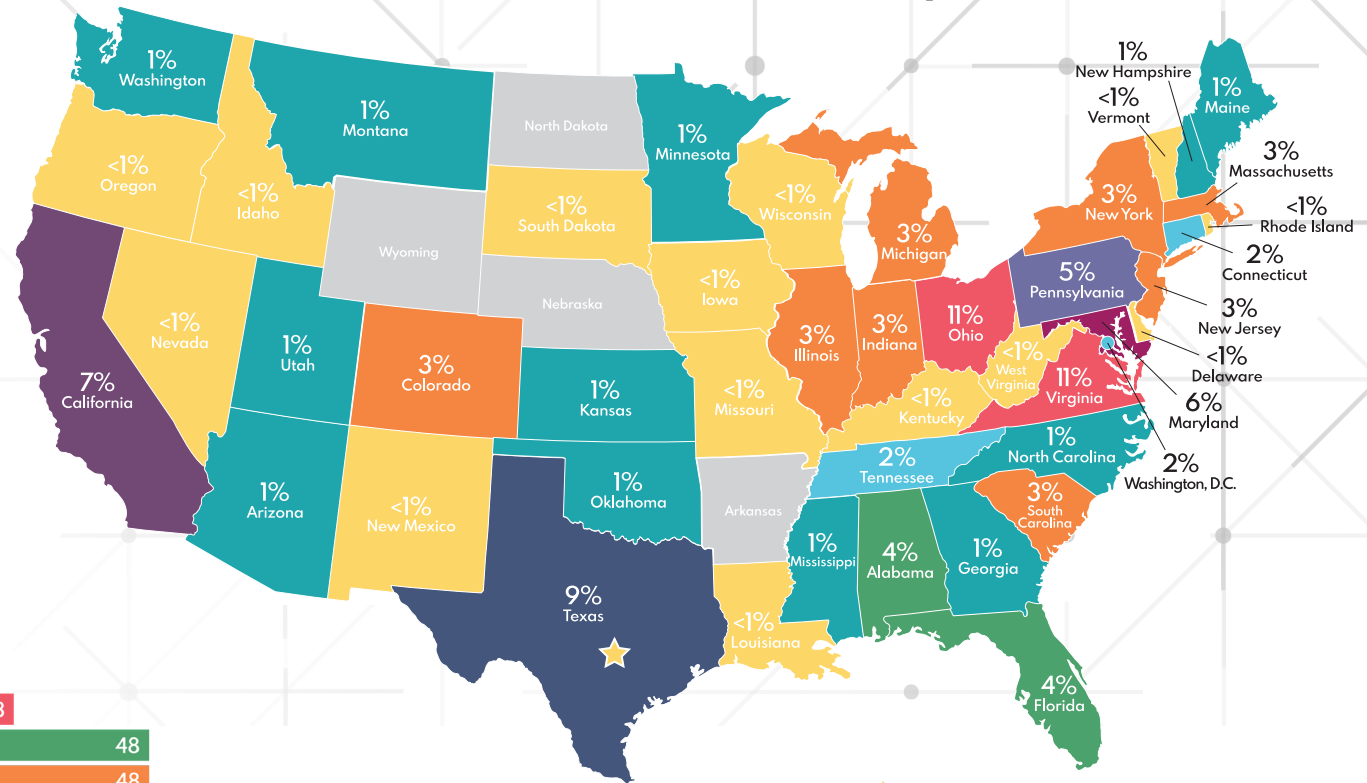 1%
Washington
<1%
Oregon
<1%
Idaho
1%
Montana
North Dakota
<1%
South Dakota
Wyoming
Nebraska
1%
Minnesota
<1%
Wisconsin
<1%
Iowa
3%
Michigan
7%
California
<1%
Nevada
1%
Utah
3%
Colorado
1%
Kansas
<1%
Missouri
3%
Illinois
3%
Indiana
11%
Ohio
<1%
Kentucky
<1%
West
Virginia
11%
Virginia
5%
Pennsylvania
3%
New York
1%
New Hampshire
<1%
Vermont
1%
Maine
3%
Massachusetts
<1%
Rhode Island
2%
Connecticut
3%
New Jersey
<1%
Delaware
6%
Maryland
2%
Washington, D.C.
1%
Arizona
<1%
New Mexico
1%
Oklahoma
Arkansas
2%
Tennessee
1%
North Carolina
3%
South
Carolina
1%
Mississippi
4%
Alabama
1%
Georgia
9%
Texas
<1%
Louisiana
4%
Florida
48
48